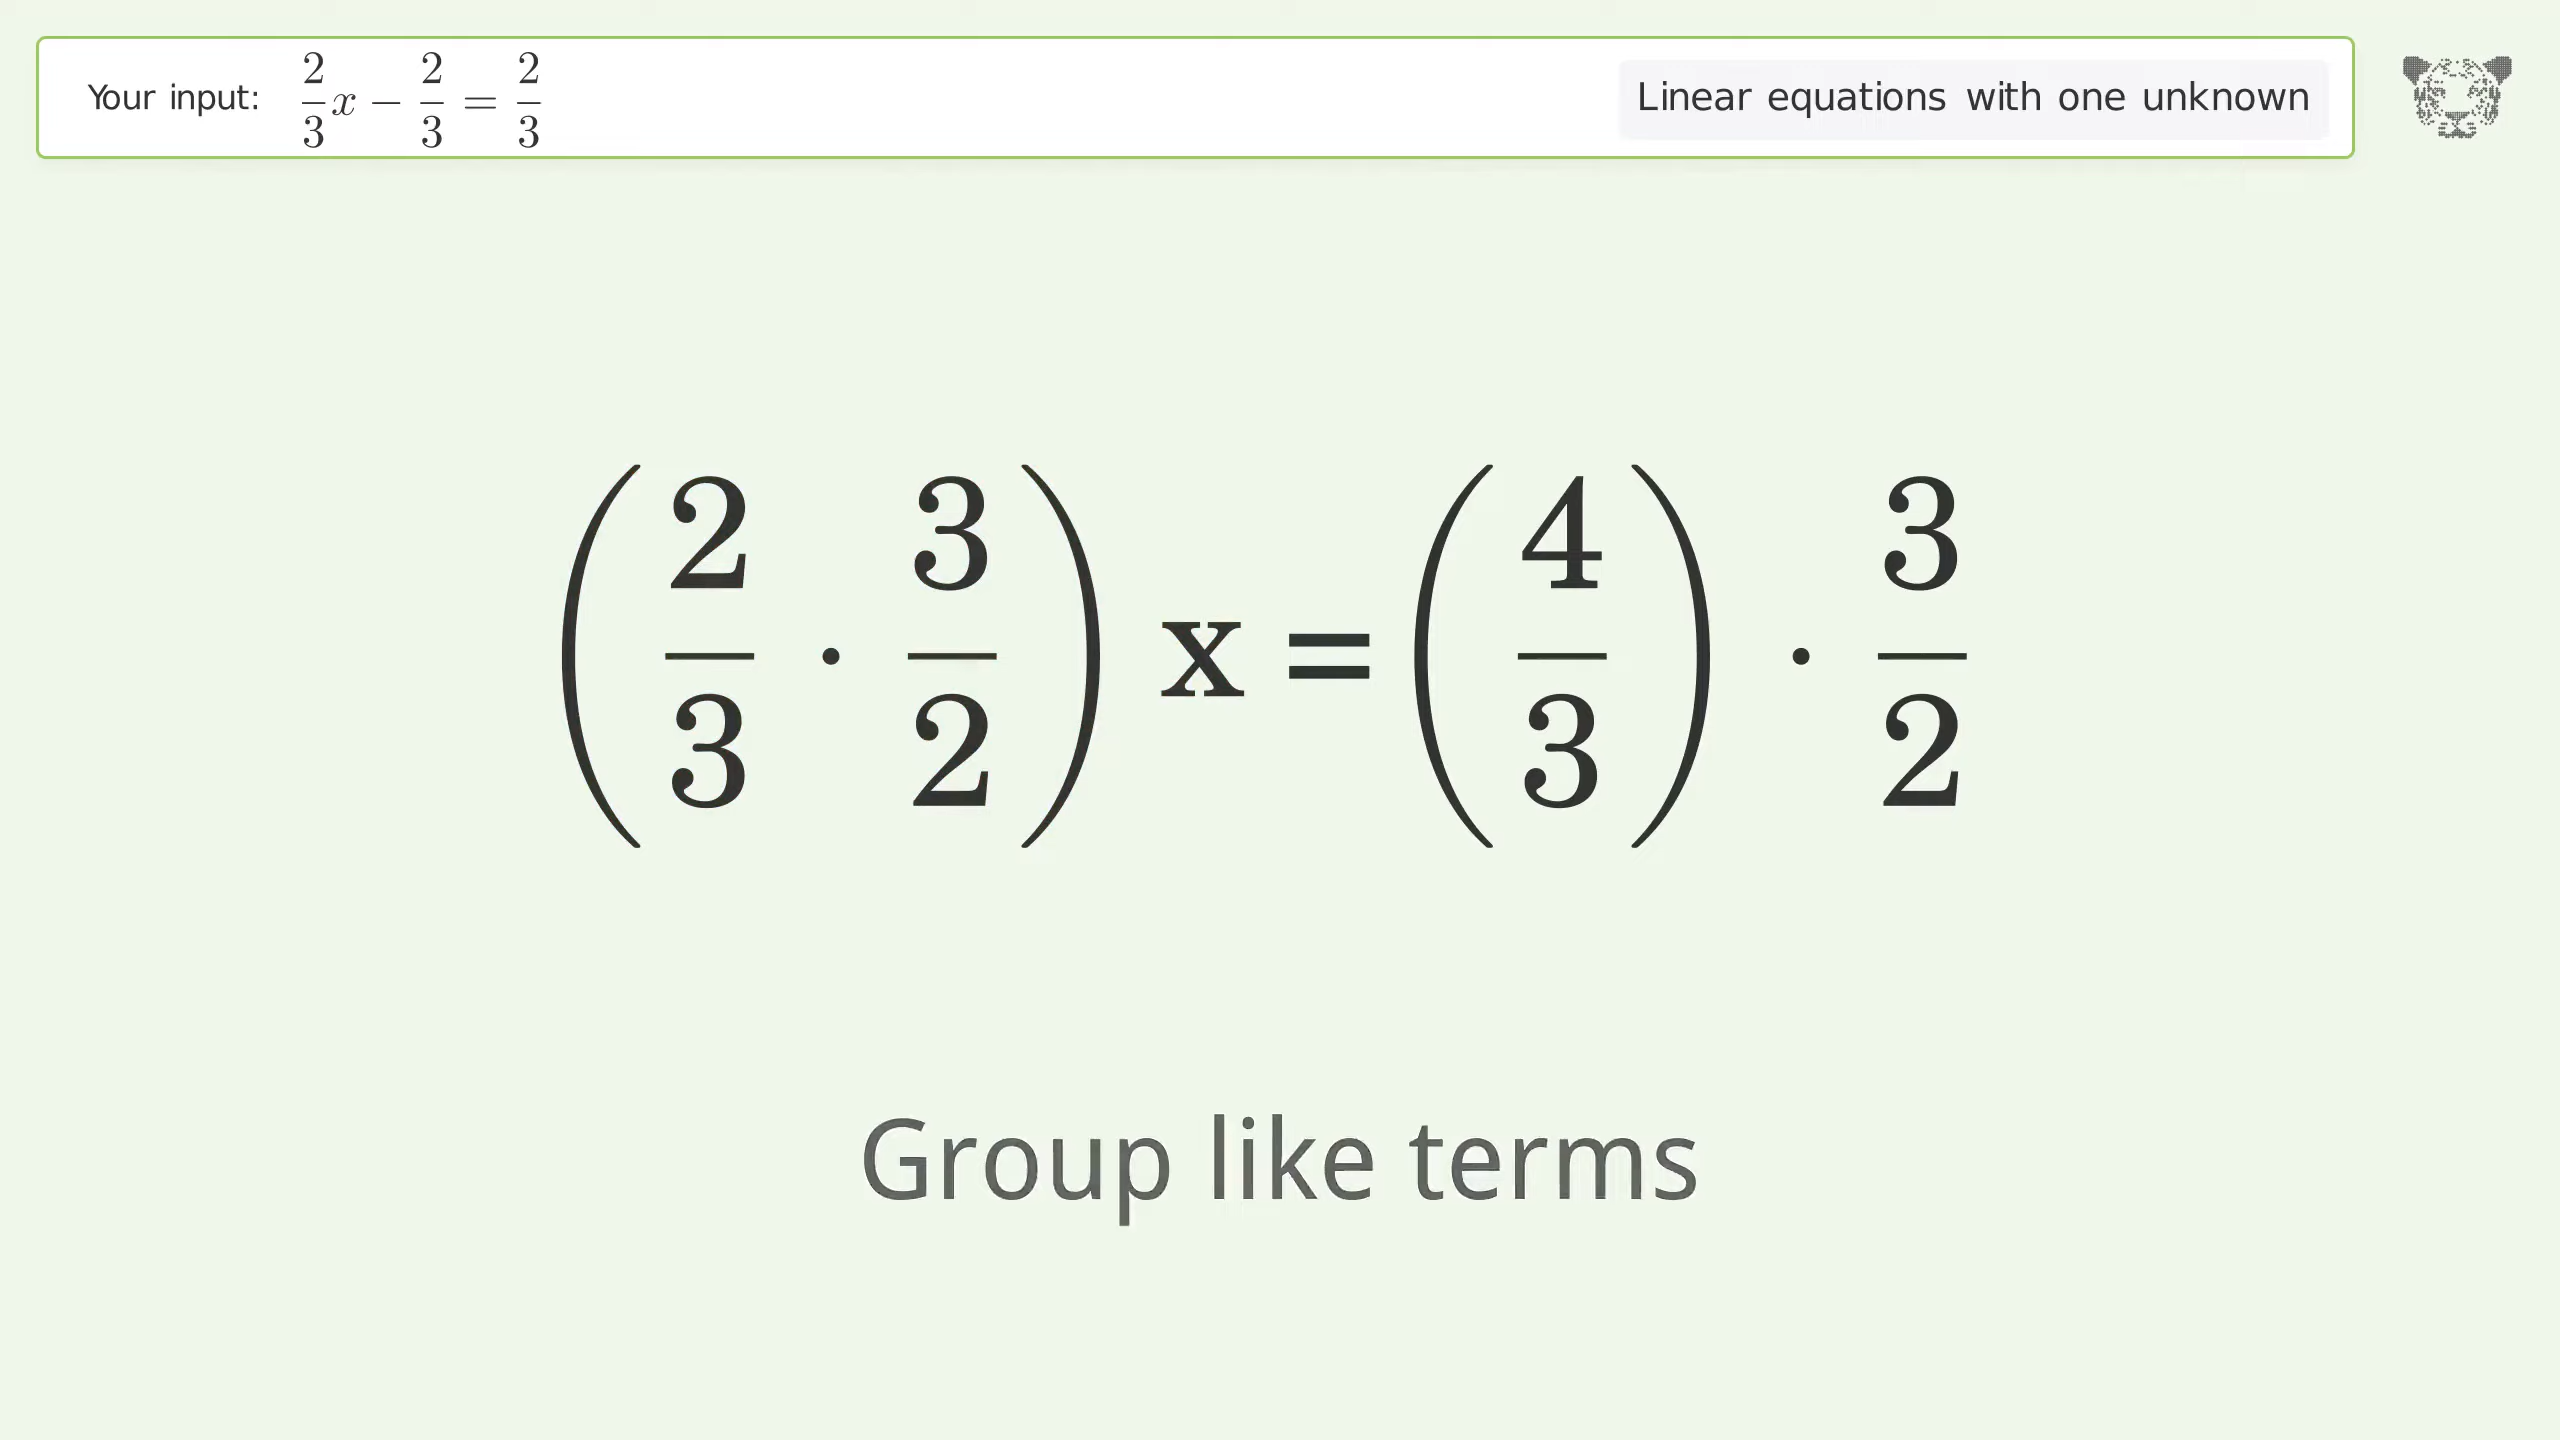 Your input: 2/3 x − 2/3 = 2/3
Linear equations with one unknown
(2/3 · 3/2) x = (4/3) · 3/2
Group like terms